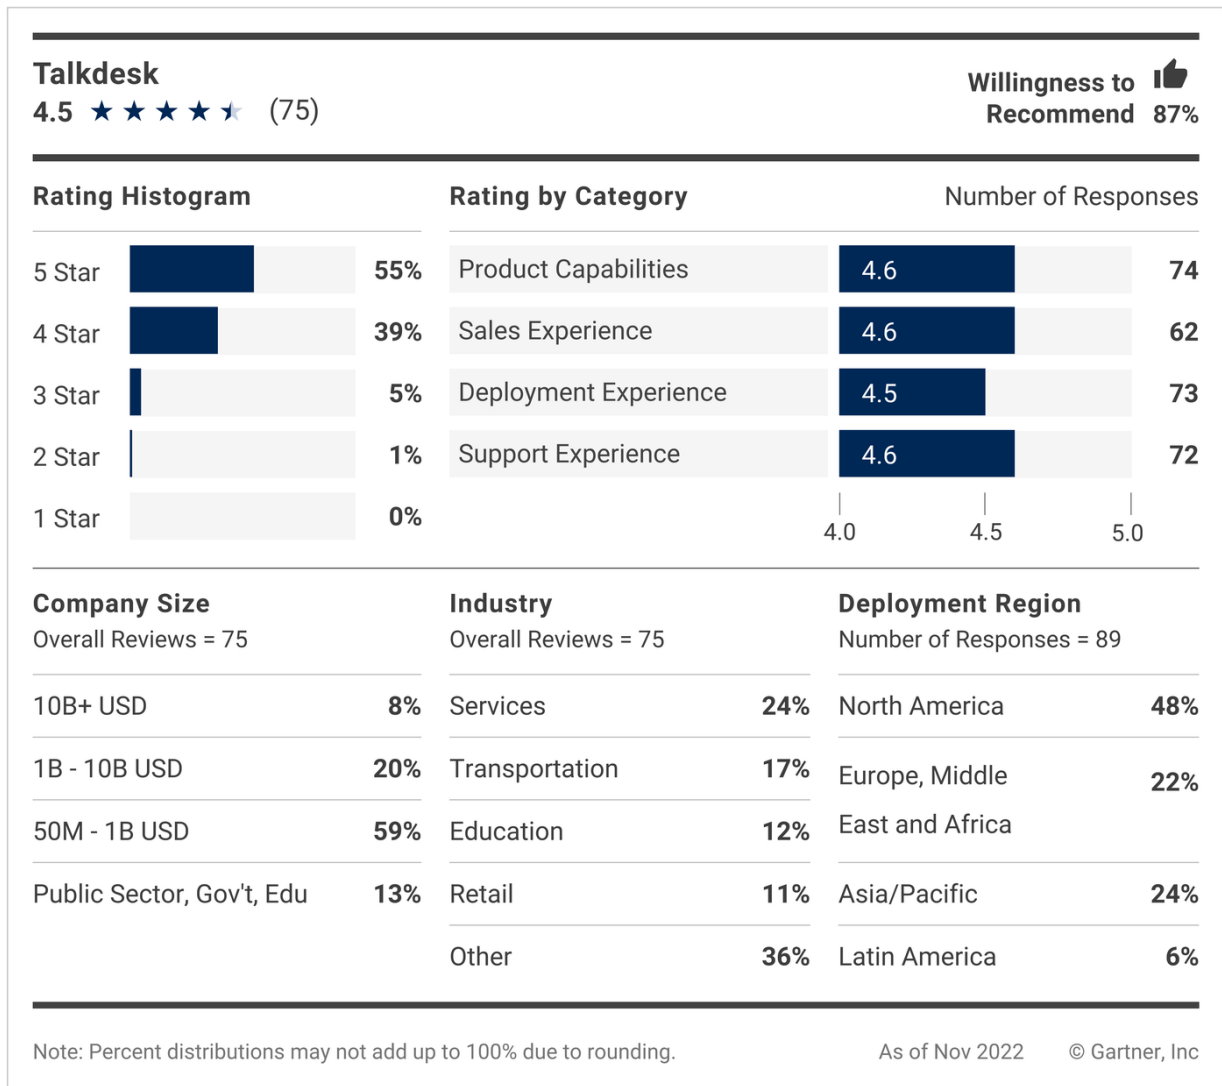 Talkdesk
4.5 ★ ★ ★ ★ ★ (75)
Willingness to
Recommend 87%
Rating Histogram
5 Star 55%
4 Star 39%
3 Star 5%
2 Star 1%
1 Star 0%
Rating by Category Number of Responses
Product Capabilities 4.6 74
Sales Experience 4.6 62
Deployment Experience 4.5 73
Support Experience 4.6 72
4.0 4.5 5.0
Company Size
Overall Reviews = 75
10B+ USD 8%
1B - 10B USD 20%
50M - 1B USD 59%
Public Sector, Gov't, Edu 13%
Industry
Overall Reviews = 75
Services 24%
Transportation 17%
Education 12%
Retail 11%
Other 36%
Deployment Region
Number of Responses = 89
North America 48%
Europe, Middle 22%
East and Africa
Asia/Pacific 24%
Latin America 6%
Note: Percent distributions may not add up to 100% due to rounding. As of Nov 2022 © Gartner, Inc